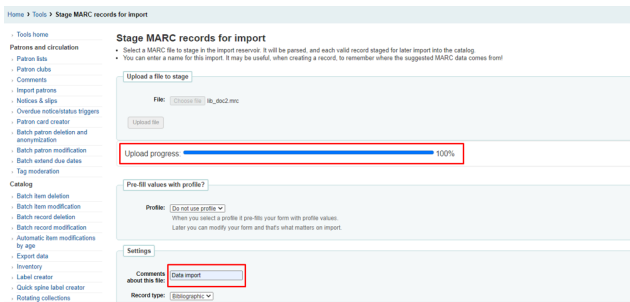 Home > Tools > Stage MARC records for import
Tools home
Patrons and circulation
Patron lists
Patron clubs
Comments
Import patrons
Notices & slips
Overdue notice/status triggers
Patron card creator
Batch patron deletion and
anonymization
Batch patron modification
Batch extend due dates
Tag moderation
Catalog
Batch item deletion
Batch item modification
Batch record deletion
Batch record modification
Automatic item modifications
by age
Export data
Inventory
Label creator
Quick spine label creator
Rotating collections
Stage MARC records for import
Select a MARC file to stage in the import reservoir. It will be parsed, and each valid record staged for later import into the catalog.
You can enter a name for this import. It may be useful, when creating a record, to remember where the suggested MARC data comes from!
Upload a file to stage
File: Choose file lib_doc2.mrc
Upload file
Upload progress 100%
Pre-fill values with profile?
Profile: Do not use profile
When you select a profile it pre-fills your form with profile values.
Later you can modify your form and that's what matters on import.
Settings
Comments
about this file: Data import
Record type: Bibliographic